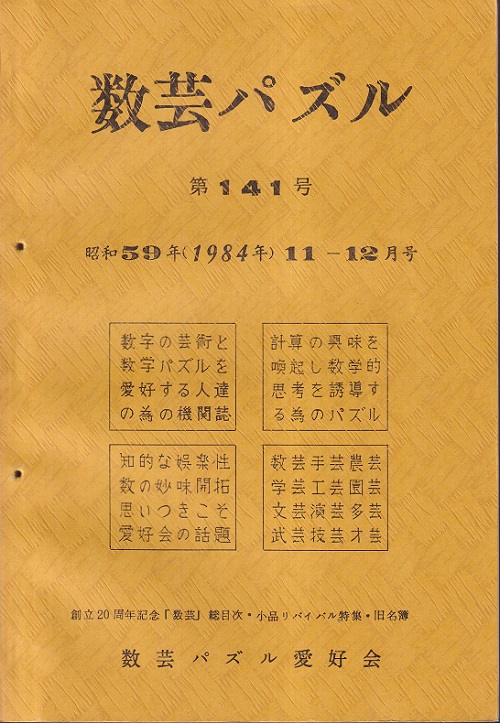 数芸パズル
第141号
昭和59年(1984年) 11－12月号
数字の芸術と
数学パズルを
愛好する人達
の為の機関誌
計算の興味を
喚起し数学的
思考を誘導す
る為のパズル
知的な娯楽性
数の妙味開拓
思いつきこそ
愛好会の話題
数芸手芸農芸
学芸工芸園芸
文芸演芸多芸
武芸技芸才芸
創立20周年記念「数芸」総目次・小品リバイバル特集・旧名簿
数芸パズル愛好会